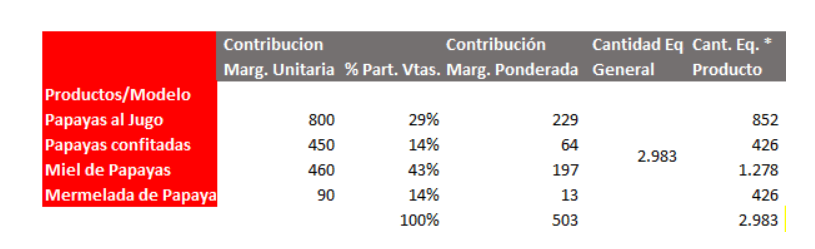 Contribucion Contribución Cantidad Eq Cant. Eq. *
Marg. Unitaria % Part. Vtas. Marg. Ponderada General Producto
Productos/Modelo
Papayas al Jugo 800 29% 229 852
Papayas confitadas 450 14% 64 426
2.983
Miel de Papayas 460 43% 197 1.278
Mermelada de Papaya 90 14% 13 426
100% 503 2.983